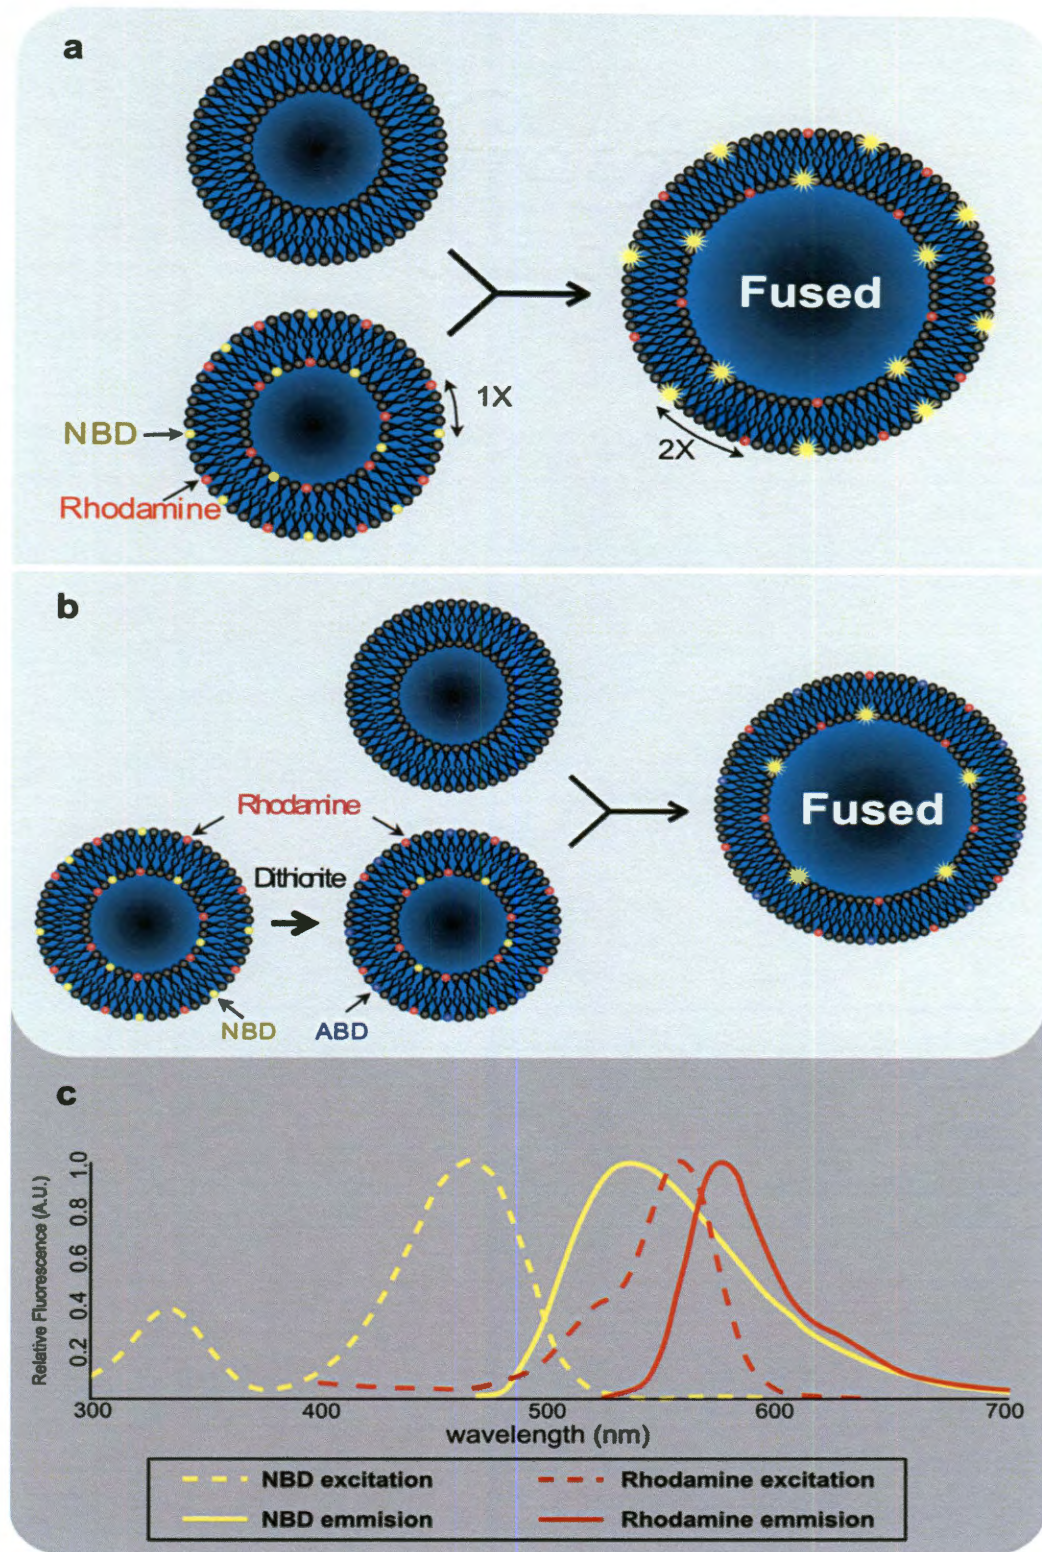 a
Fused
1X
NBD
2X
Rhodamine
b
Rhodamine
Fused
Dithionite
NBD
ABD
c
Relative Fluorescence (A.U.)
1.0
0.8
0.6
0.4
0.2
300 400 500 600 700
wavelength (nm)
NBD excitation
Rhodamine excitation
NBD emmision
Rhodamine emmision